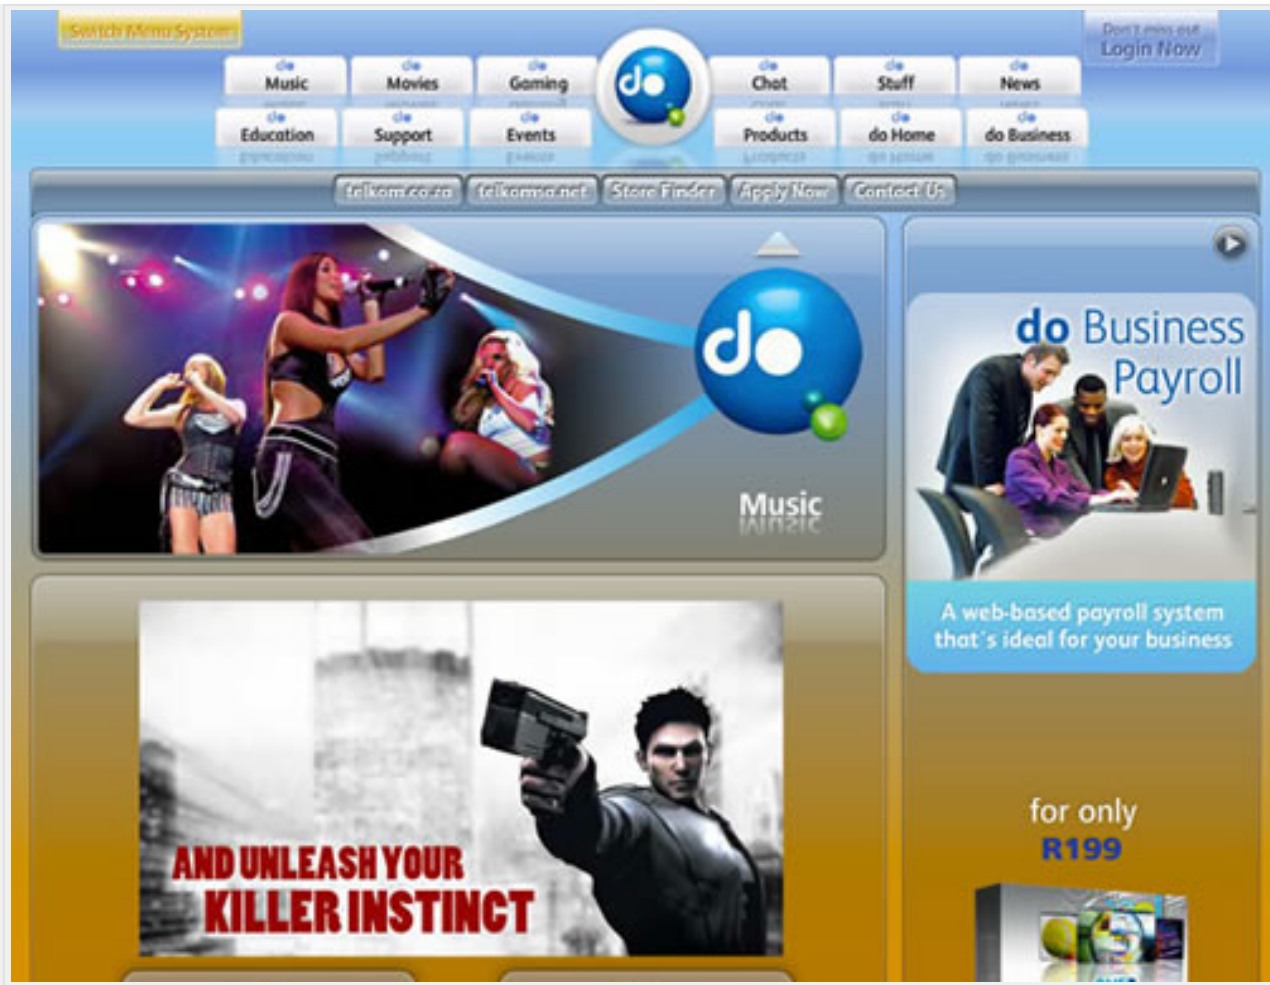 Switch Menu System
Don't miss out
Login Now
do
Music
do
Movies
do
Gaming
do
do
Chat
do
Stuff
do
News
do
Education
do
Support
do
Events
do
Products
do
do Home
do
do Business
telkom.co.za
telkomsa.net
Store Finder
Apply Now
Contact Us
do
Music
do Business
Payroll
A web-based payroll system
that's ideal for your business
AND UNLEASH YOUR
KILLER INSTINCT
for only
R199